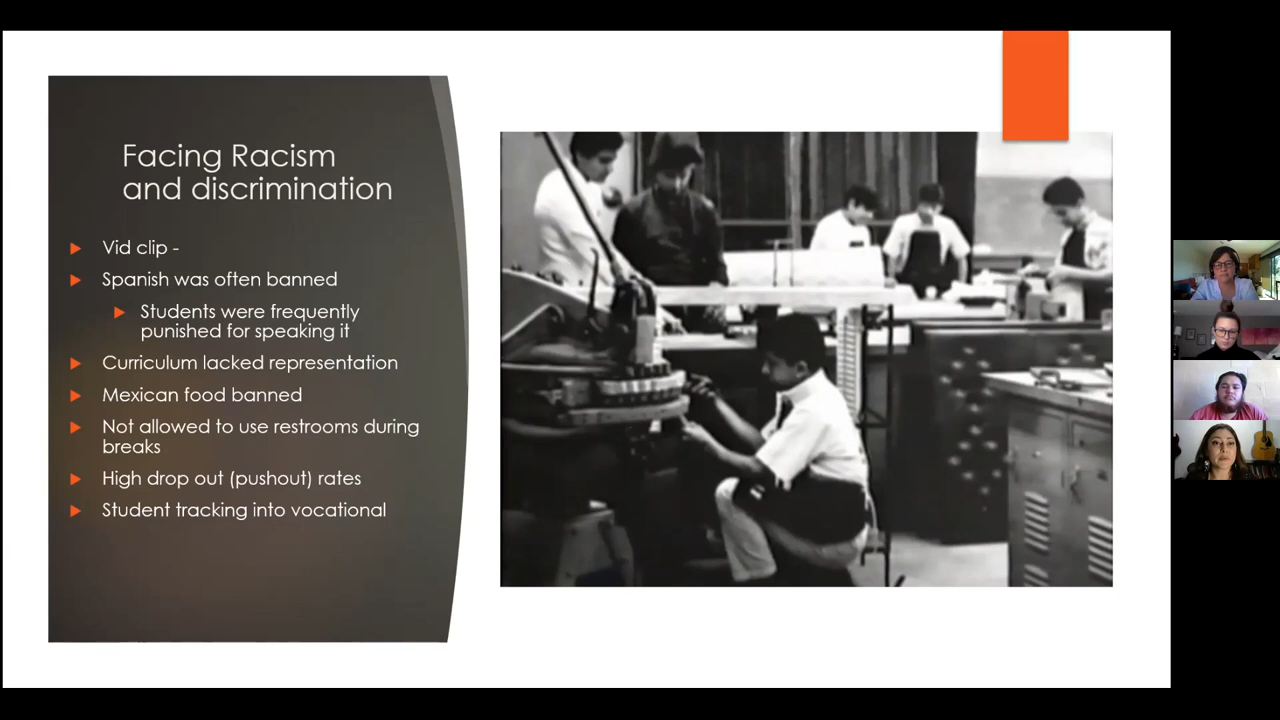 Facing Racism
and discrimination
Vid clip -
Spanish was often banned
Students were frequently
punished for speaking it
Curriculum lacked representation
Mexican food banned
Not allowed to use restrooms during
breaks
High drop out (pushout) rates
Student tracking into vocational